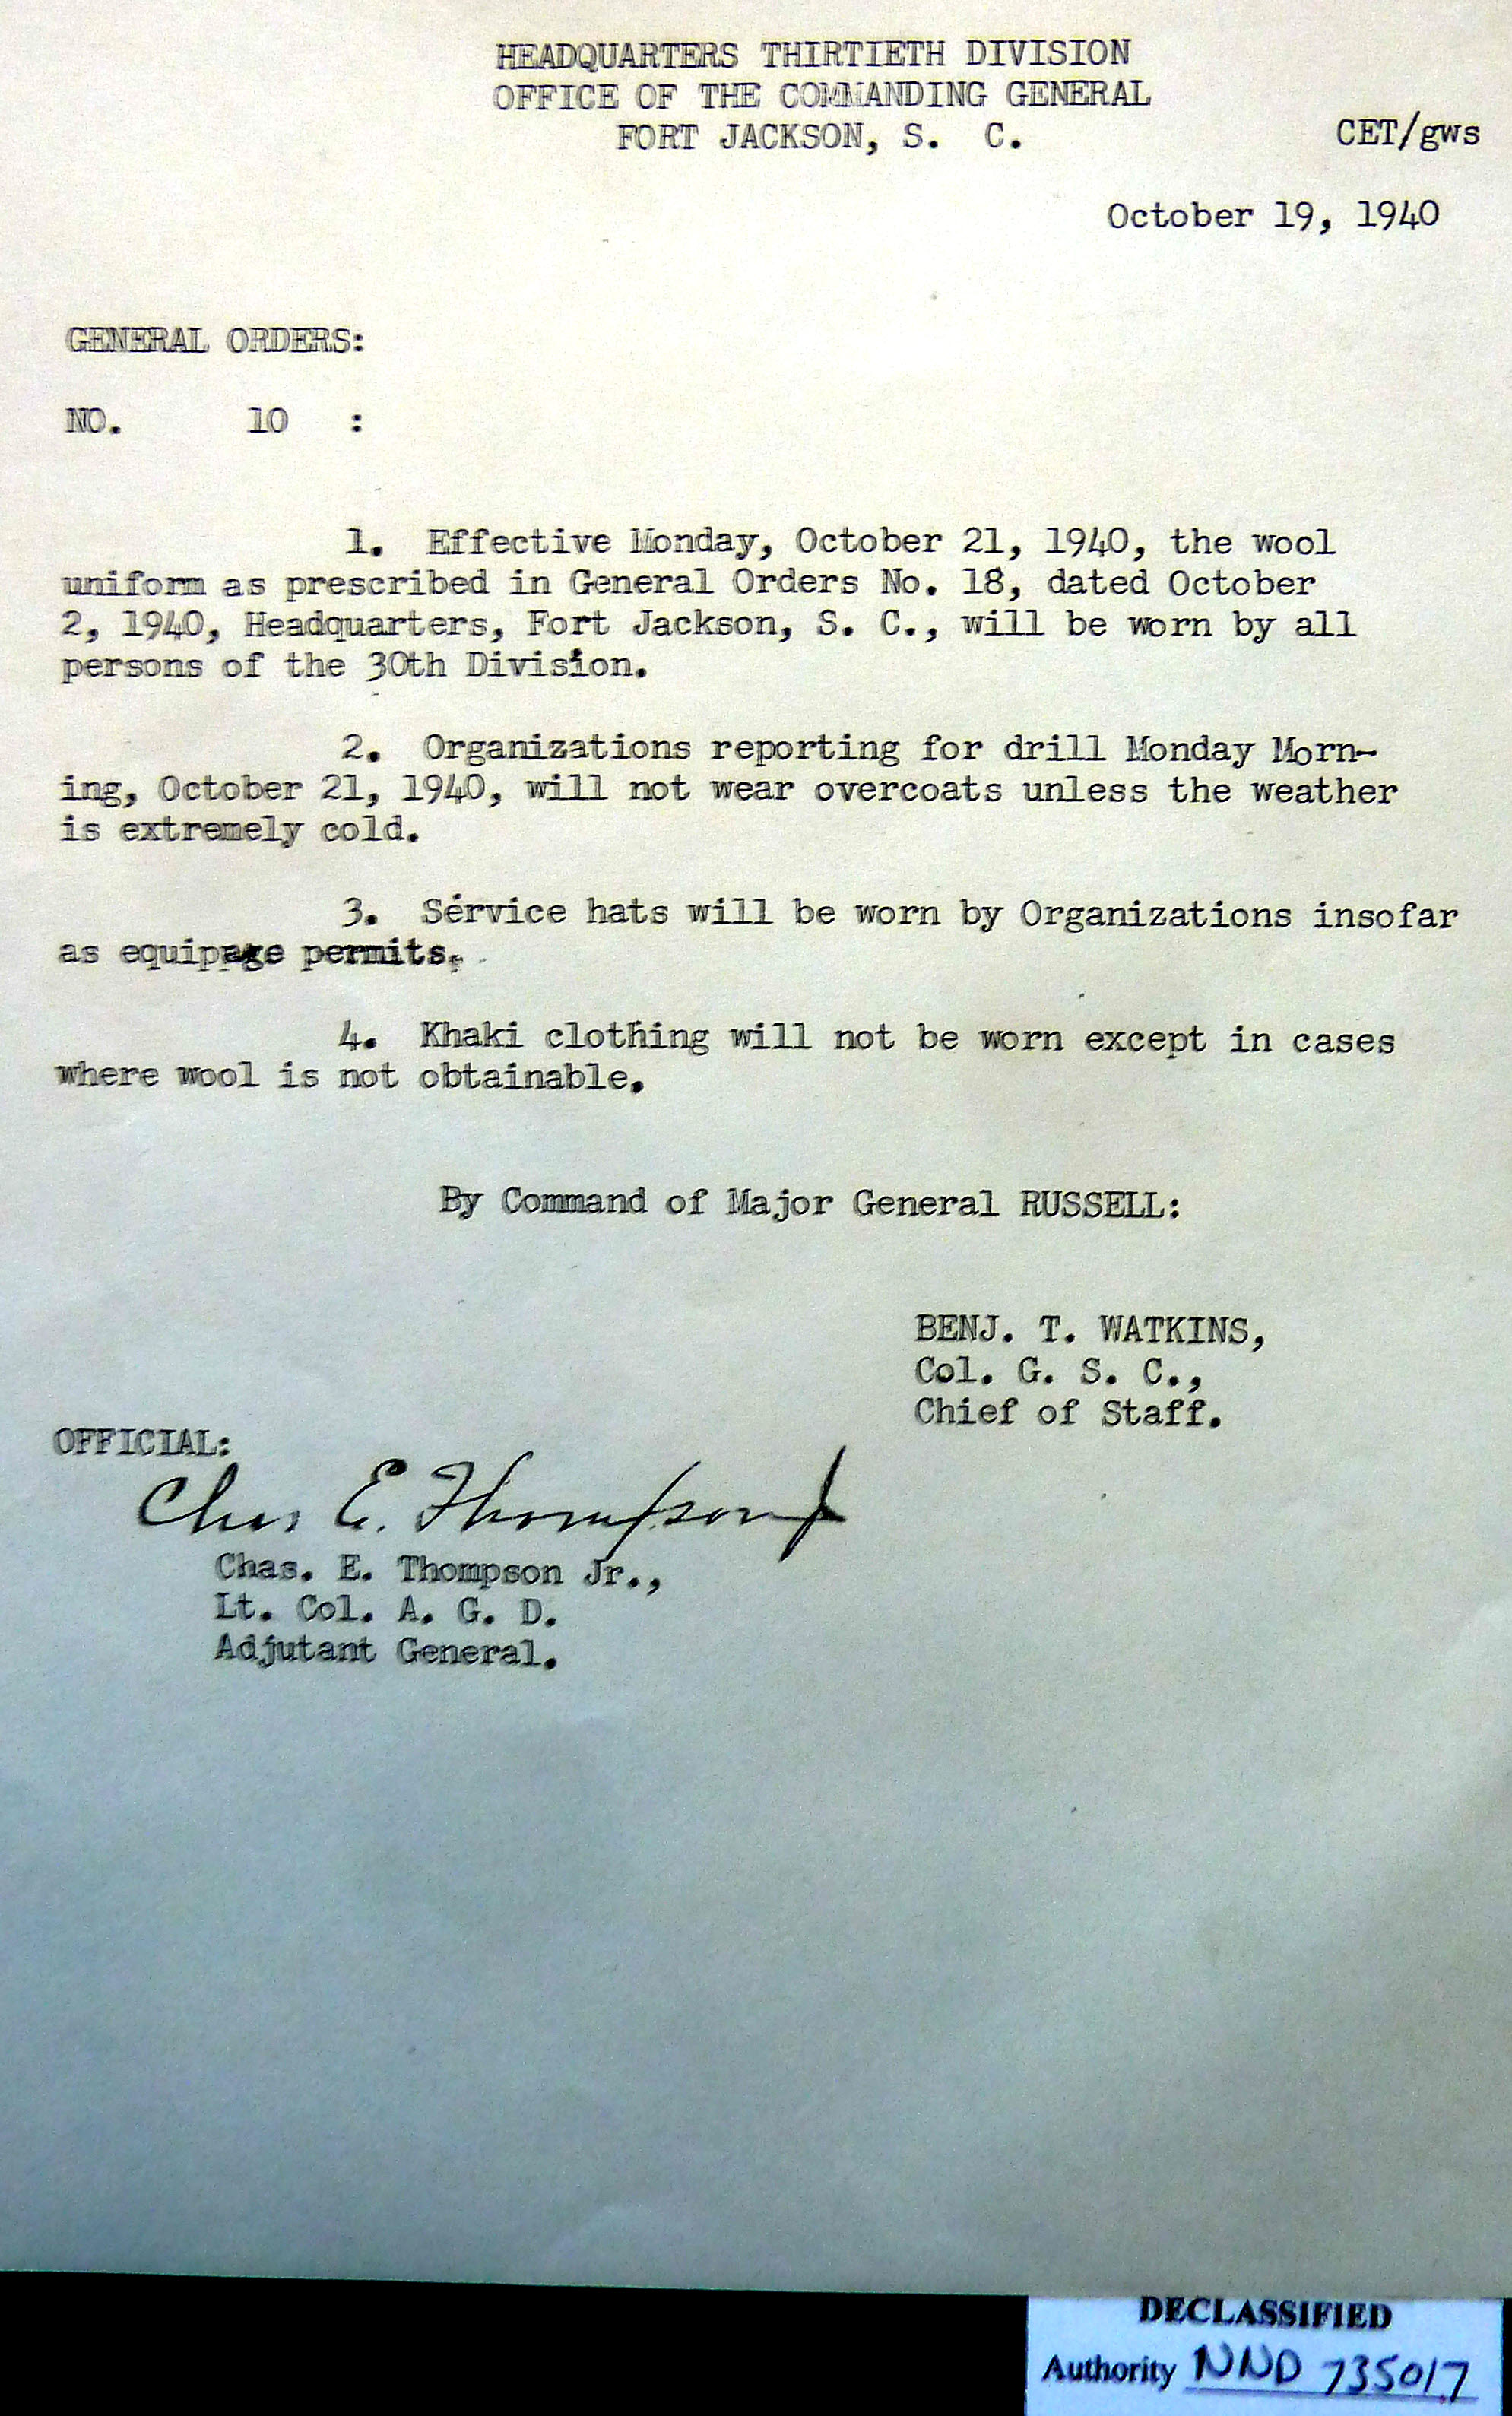 HEADQUARTERS THIRTIETH DIVISION
OFFICE OF THE COMMANDING GENERAL
FORT JACKSON, S. C.
CET/gws
October 19, 1940
GENERAL ORDERS:
NO. 10 :
1. Effective Monday, October 21, 1940, the wool
uniform as prescribed in General Orders No. 18, dated October
2, 1940, Headquarters, Fort Jackson, S. C., will be worn by all
persons of the 30th Division.
2. Organizations reporting for drill Monday Morn-
ing, October 21, 1940, will not wear overcoats unless the weather
is extremely cold.
3. Service hats will be worn by Organizations insofar
as equippage permits.
4. Khaki clothing will not be worn except in cases
where wool is not obtainable.
By Command of Major General RUSSELL:
BENJ. T. WATKINS,
Col. G. S. C.,
Chief of Staff.
OFFICIAL:
Chas E. Thompson Jr
Chas. E. Thompson Jr.,
Lt. Col. A. G. D.
Adjutant General.
DECLASSIFIED
Authority NND 735017